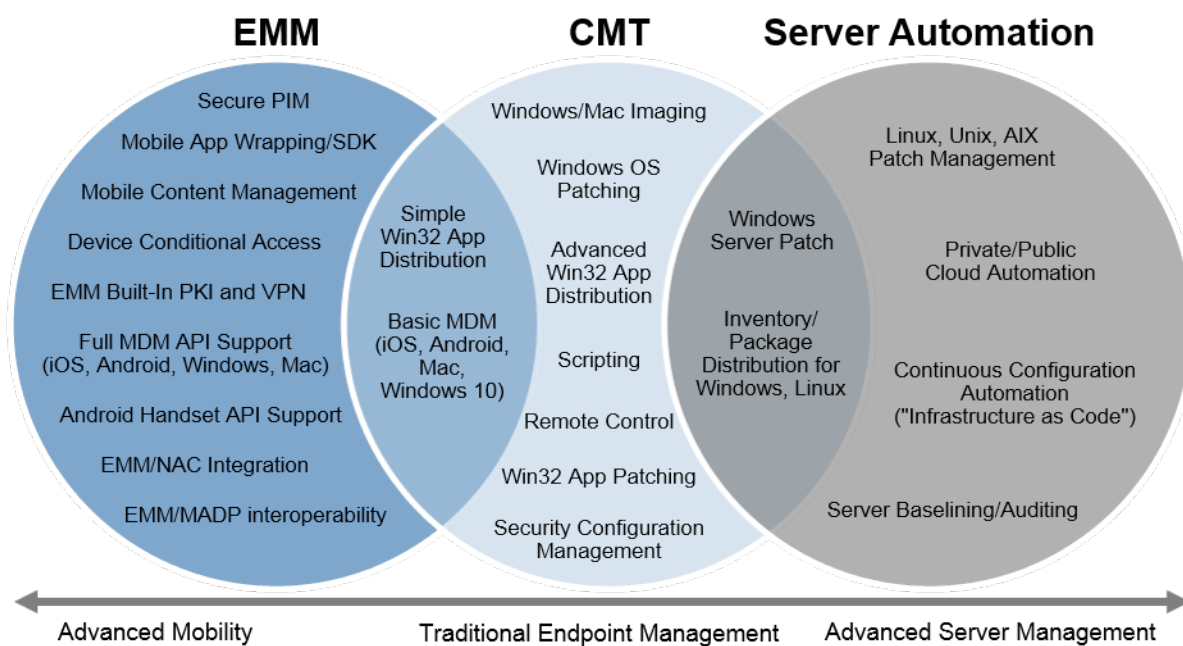 EMM
CMT
Server Automation
Secure PIM
Mobile App Wrapping/SDK
Mobile Content Management
Device Conditional Access
EMM Built-In PKI and VPN
Full MDM API Support
(iOS, Android, Windows, Mac)
Android Handset API Support
EMM/NAC Integration
EMM/MADP interoperability
Simple
Win32 App
Distribution
Basic MDM
(iOS, Android,
Mac,
Windows 10)
Windows/Mac Imaging
Windows OS
Patching
Advanced
Win32 App
Distribution
Scripting
Remote Control
Win32 App Patching
Security Configuration
Management
Windows
Server Patch
Inventory/
Package
Distribution for
Windows, Linux
Linux, Unix, AIX
Patch Management
Private/Public
Cloud Automation
Continuous Configuration
Automation
("Infrastructure as Code")
Server Baselining/Auditing
Advanced Mobility
Traditional Endpoint Management
Advanced Server Management